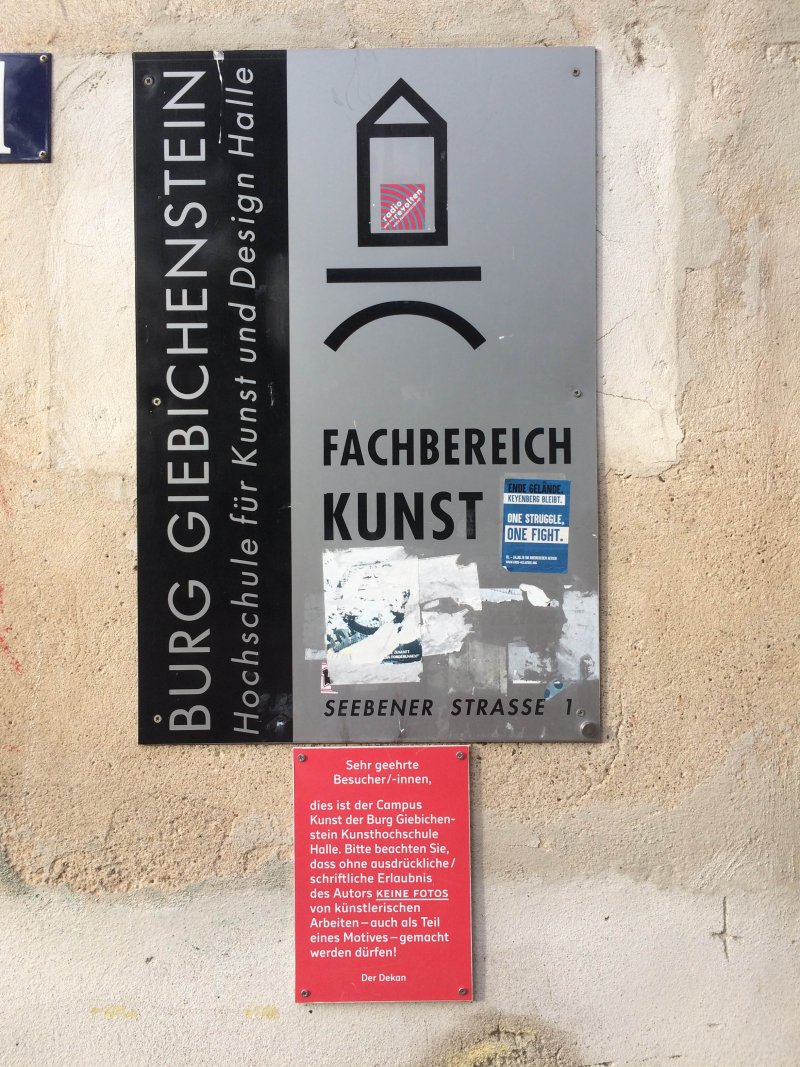 BURG GIEBICHENSTEIN
Hochschule für Kunst und Design Halle
radio
revolten
FACHBEREICH
KUNST
ENDE GELÄNDE.
KEYENBERG BLEIBT.
ONE STRUGGLE,
ONE FIGHT.
SEEBENER STRASSE 1
Sehr geehrte
Besucher/-innen,
dies ist der Campus
Kunst der Burg Giebichen-
stein Kunsthochschule
Halle. Bitte beachten Sie,
dass ohne ausdrückliche/
schriftliche Erlaubnis
des Autors KEINE FOTOS
von künstlerischen
Arbeiten – auch als Teil
eines Motives – gemacht
werden dürfen!
Der Dekan